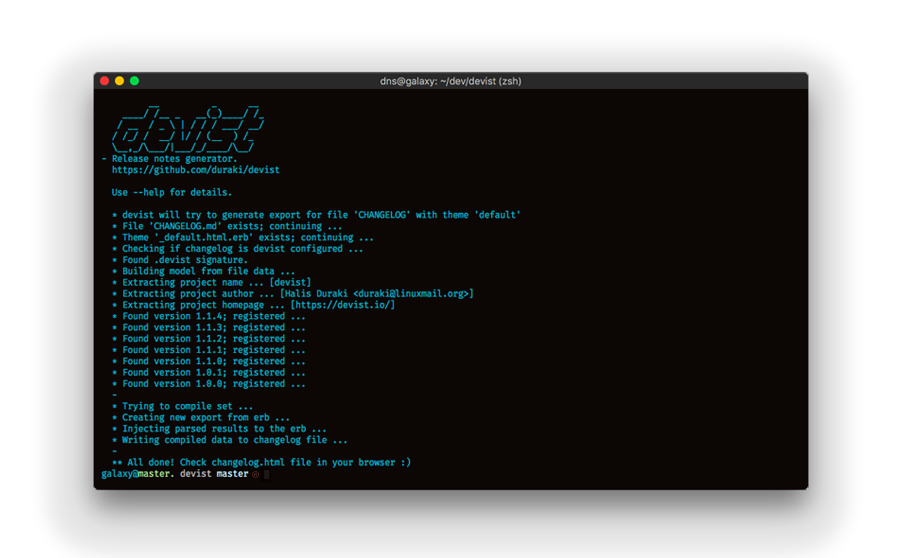 dns@galaxy: ~/dev/devist (zsh)
devist
- Release notes generator.
https://github.com/duraki/devist
Use --help for details.
* devist will try to generate export for file 'CHANGELOG' with theme 'default'
* File 'CHANGELOG.md' exists; continuing ...
* Theme '_default.html.erb' exists; continuing ...
* Checking if changelog is devist configured ...
* Found .devist signature.
* Building model from file data ...
* Extracting project name ... [devist]
* Extracting project author ... [Halis Duraki <duraki@linuxmail.org>]
* Extracting project homepage ... [https://devist.io/]
* Found version 1.1.4; registered ...
* Found version 1.1.3; registered ...
* Found version 1.1.2; registered ...
* Found version 1.1.1; registered ...
* Found version 1.1.0; registered ...
* Found version 1.0.1; registered ...
* Found version 1.0.0; registered ...
-
* Trying to compile set ...
* Creating new export from erb ...
* Injecting parsed results to the erb ...
* Writing compiled data to changelog file ...
-
** All done! Check changelog.html file in your browser :)
galaxy@master. devist master